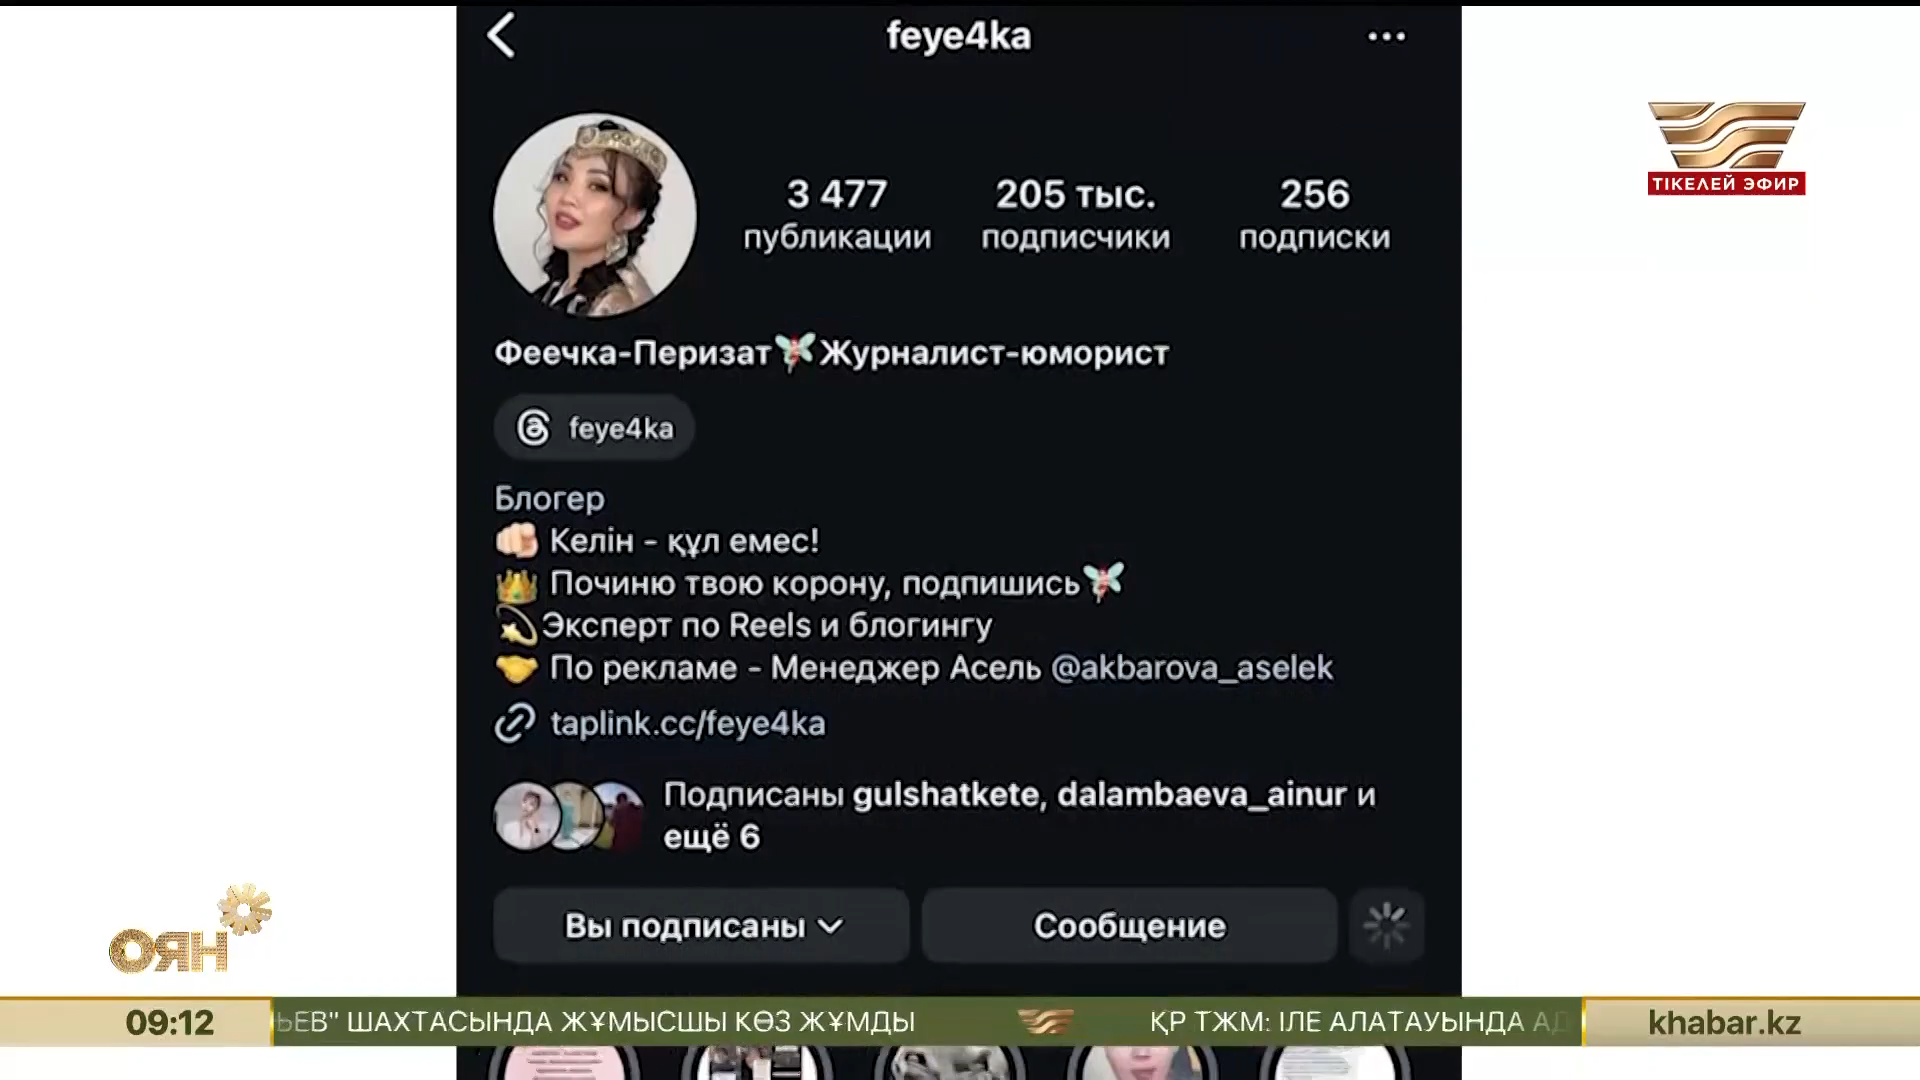 feye4ka
3 477
публикации
205 тыс.
подписчики
256
подписки
ТІКЕЛЕЙ ЭФИР
Феечка-Перизат🧚Журналист-юморист
feye4ka
Блогер
🫵🏻 Келін - құл емес!
👑 Починю твою корону, подпишись🧚
💫Эксперт по Reels и блогингу
🤝 По рекламе - Менеджер Асель @akbarova_aselek
taplink.cc/feye4ka
Подписаны gulshatkete, dalambaeva_ainur и
ещё 6
Вы подписаны
Сообщение
ОЯН
09:12
ЬЕВ" ШАХТАСЫНДА ЖҰМЫСШЫ КӨЗ ЖҰМДЫ
ҚР ТЖМ: ІЛЕ АЛАТАУЫНДА АД
khabar.kz